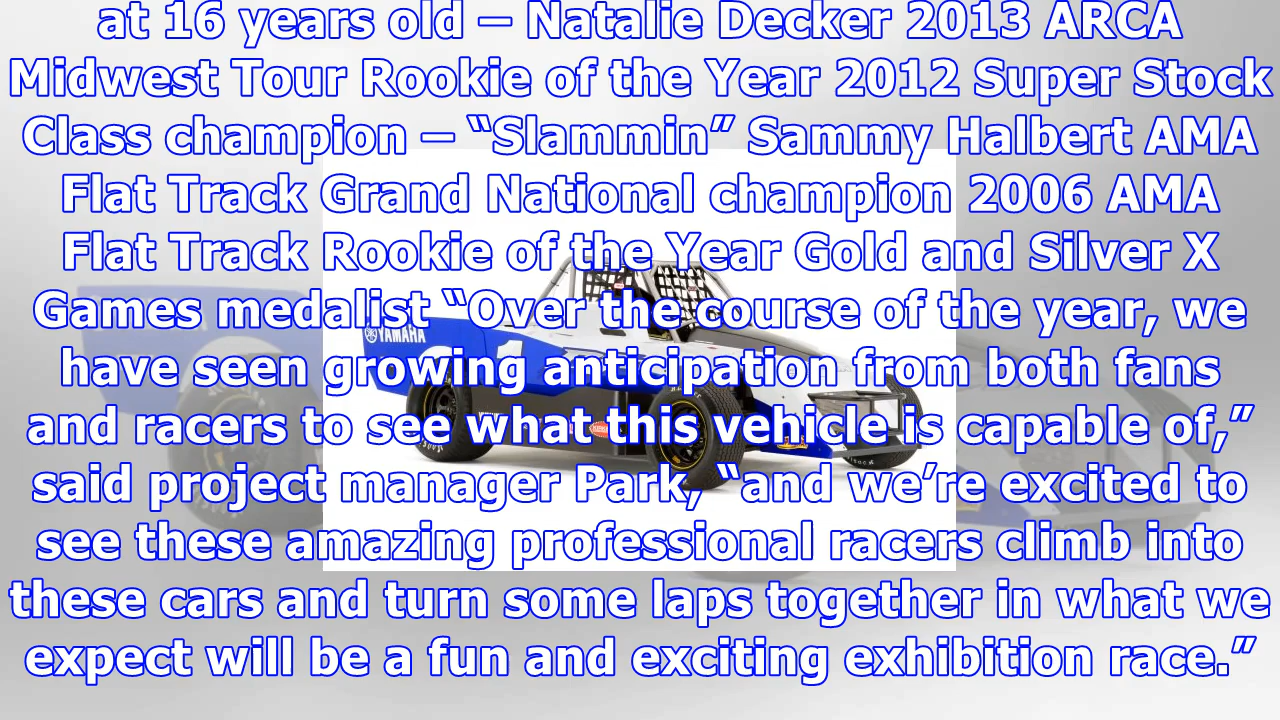 at 16 years old – Natalie Decker 2013 ARCA
Midwest Tour Rookie of the Year 2012 Super Stock
Class champion – “Slammin” Sammy Halbert AMA
Flat Track Grand National champion 2006 AMA
Flat Track Rookie of the Year Gold and Silver X
Games medalist “Over the course of the year, we
have seen growing anticipation from both fans
and racers to see what this vehicle is capable of,”
said project manager Park, “and we’re excited to
see these amazing professional racers climb into
these cars and turn some laps together in what we
expect will be a fun and exciting exhibition race.”
YAMAHA